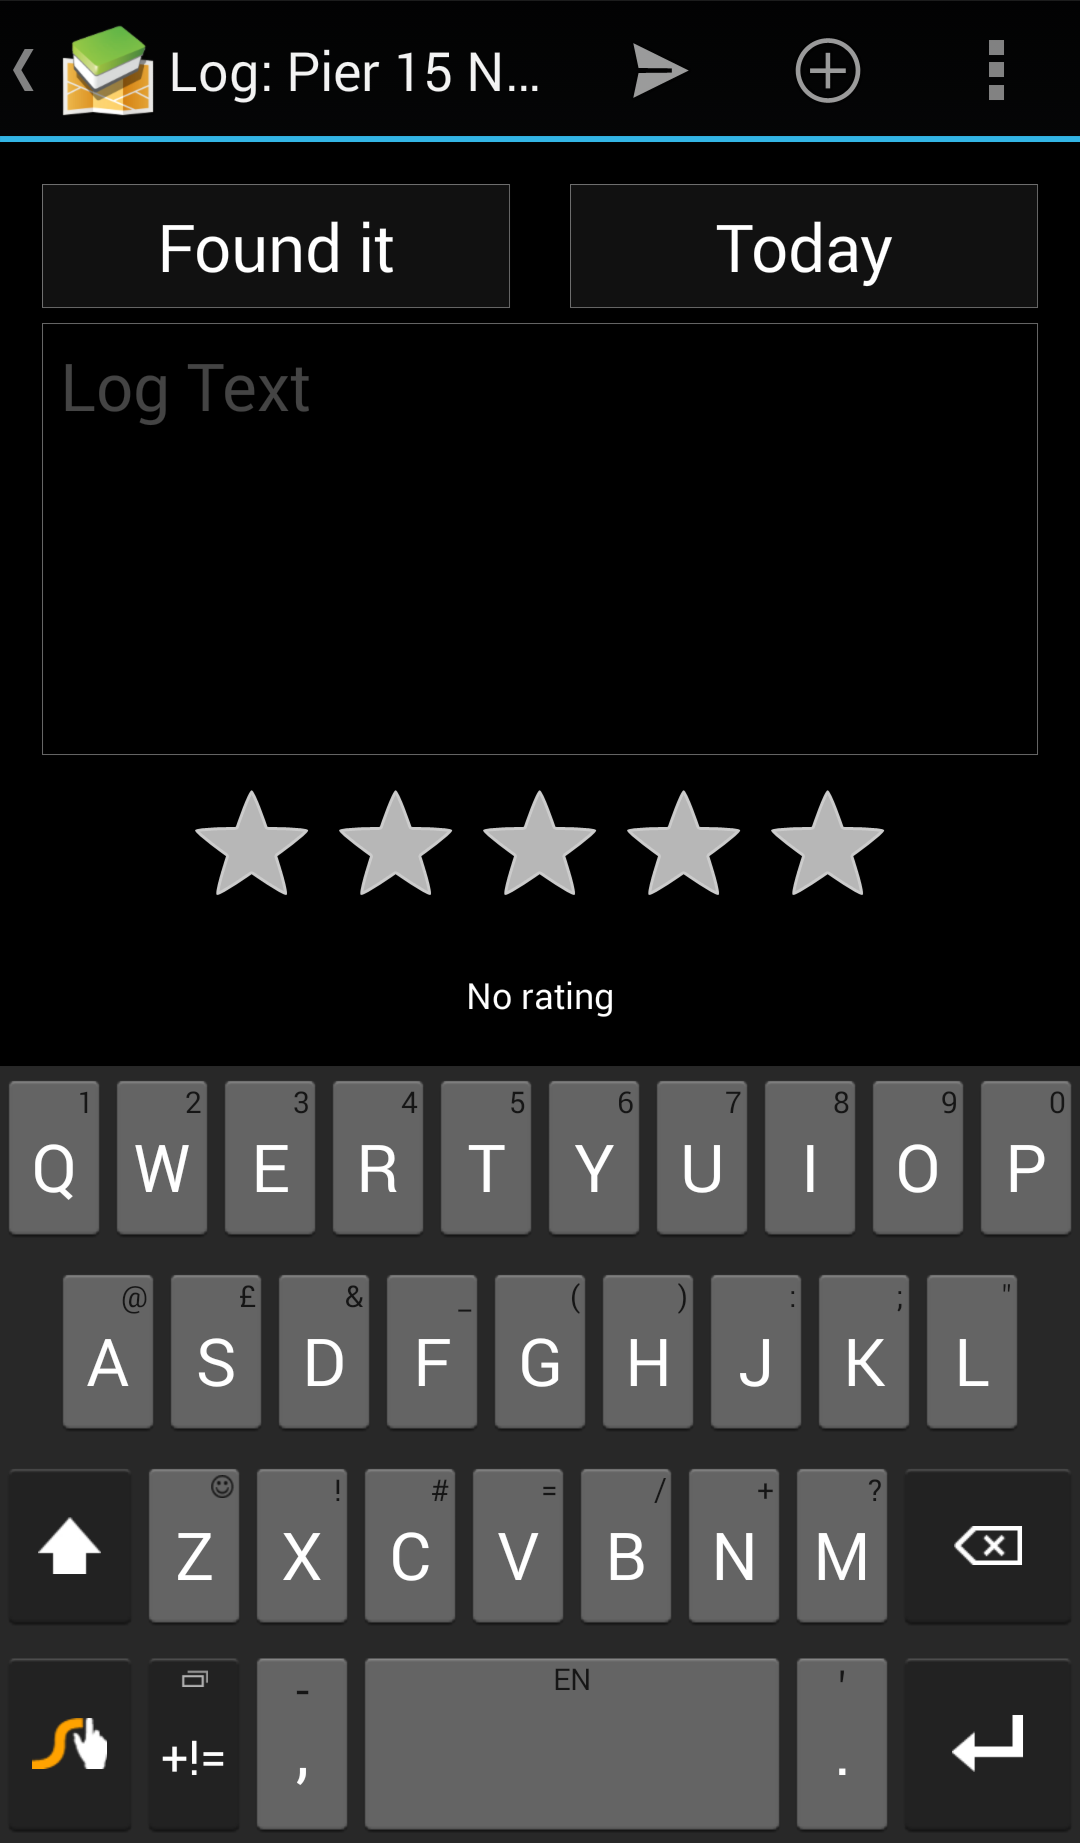 Log: Pier 15 N...
Found it
Today
Log Text
No rating
1 2 3 4 5 6 7 8 9 0
Q W E R T Y U I O P
@ £ & _ ( ) : ; "
A S D F G H J K L
! # = / + ?
Z X C V B N M
- EN '
+!= , .